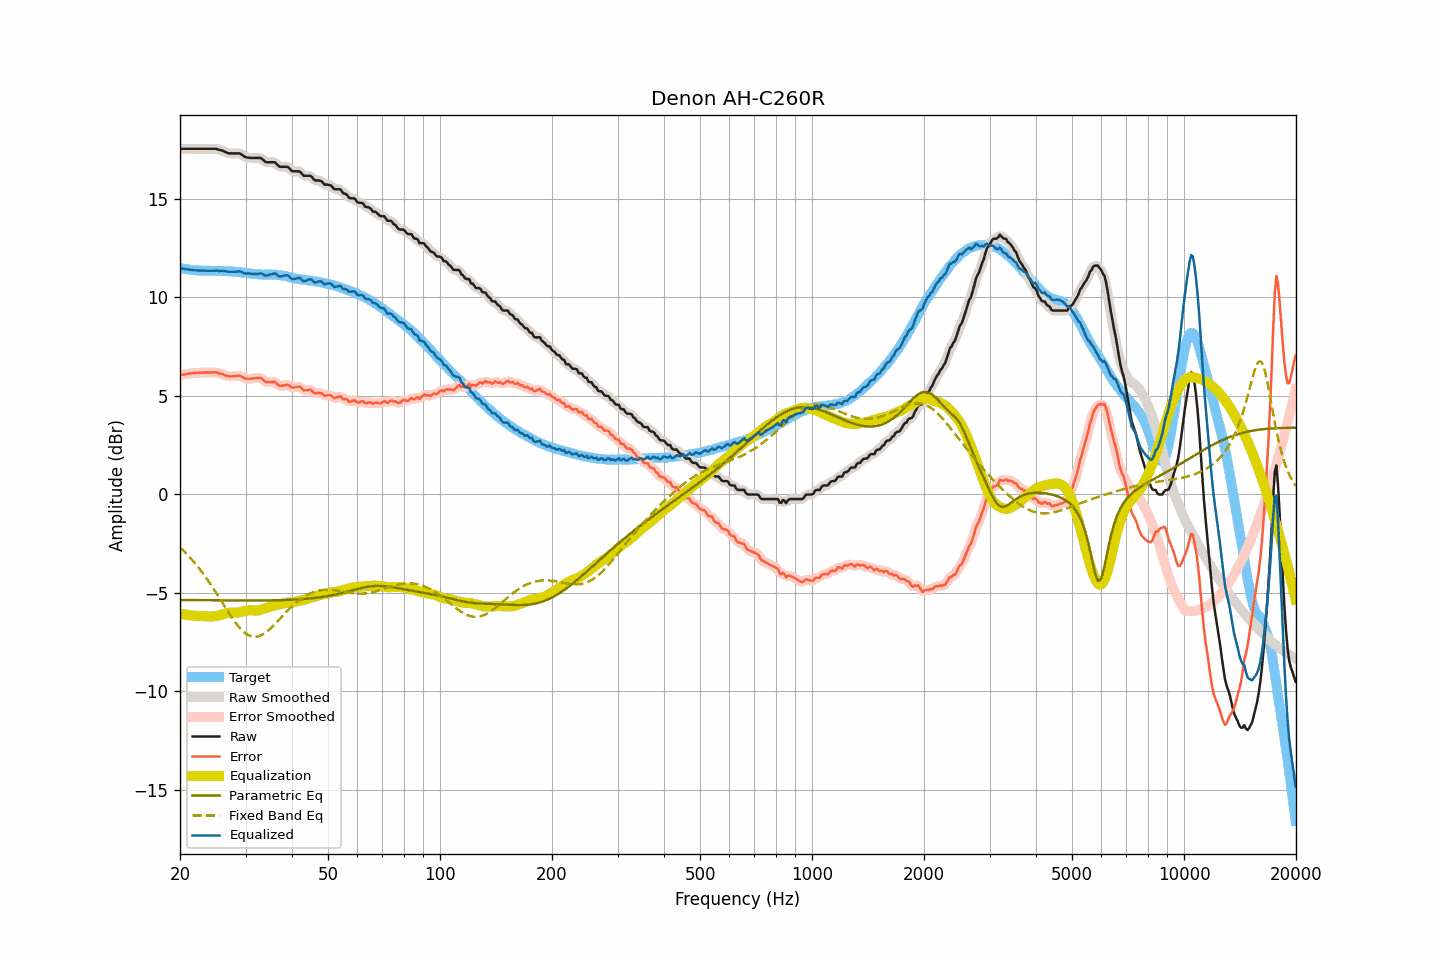 Denon AH-C260R
Amplitude (dBr)
15
10
5
0
−5
−10
−15
Target
Raw Smoothed
Error Smoothed
Raw
Error
Equalization
Parametric Eq
Fixed Band Eq
Equalized
20 50 100 200 500 1000 2000 5000 10000 20000
Frequency (Hz)